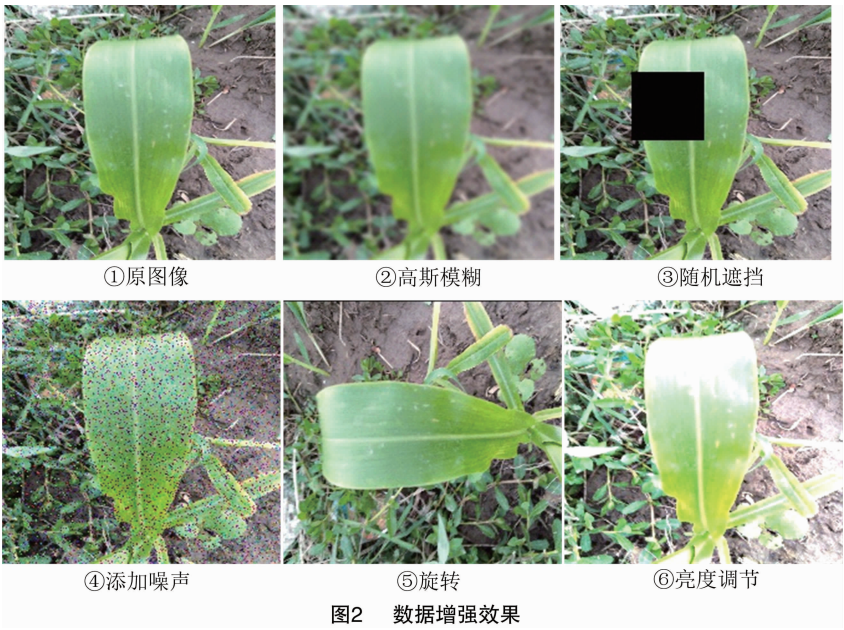 ①原图像
②高斯模糊
③随机遮挡
④添加噪声
⑤旋转
⑥亮度调节
图2 数据增强效果